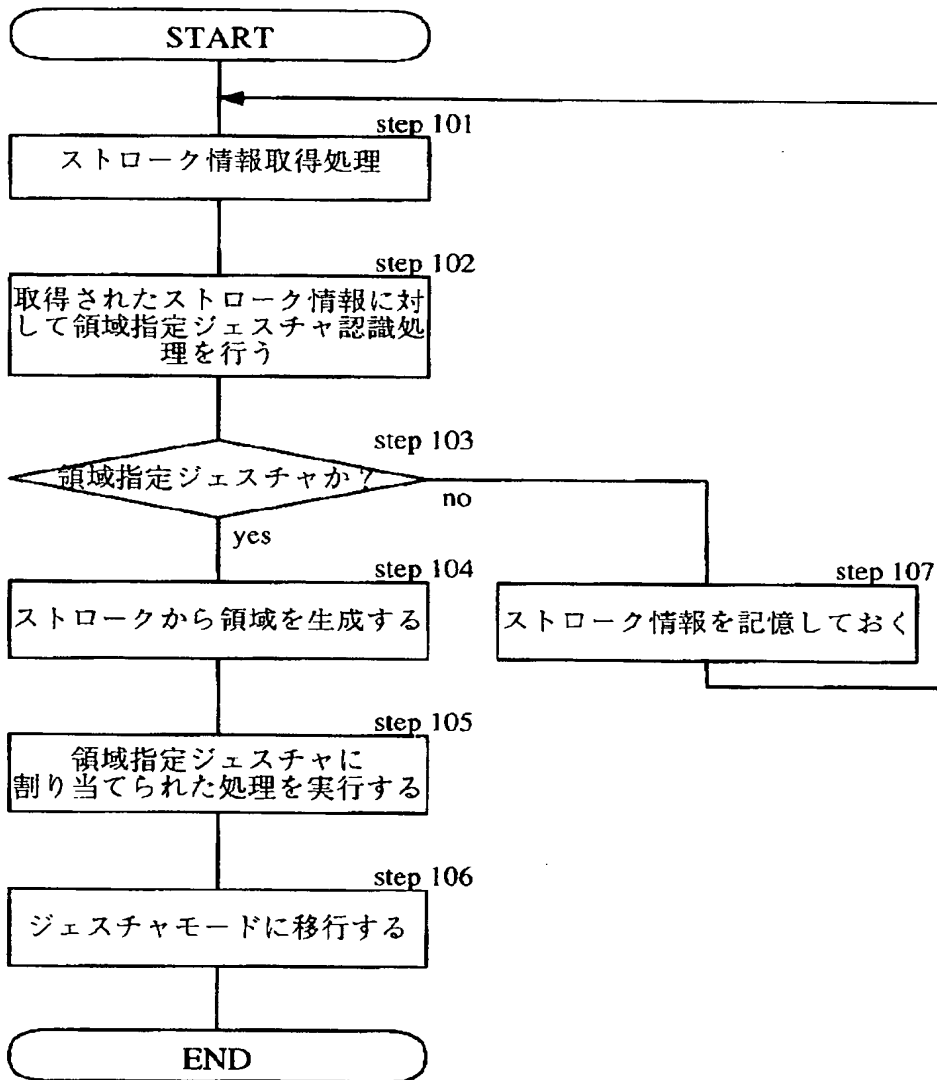 START
step 101
ストローク情報取得処理
step 102
取得されたストローク情報に対
して領域指定ジェスチャ認識処
理を行う
step 103
領域指定ジェスチャか?
no
yes
step 104
ストロークから領域を生成する
step 107
ストローク情報を記憶しておく
step 105
領域指定ジェスチャに
割り当てられた処理を実行する
step 106
ジェスチャモードに移行する
END